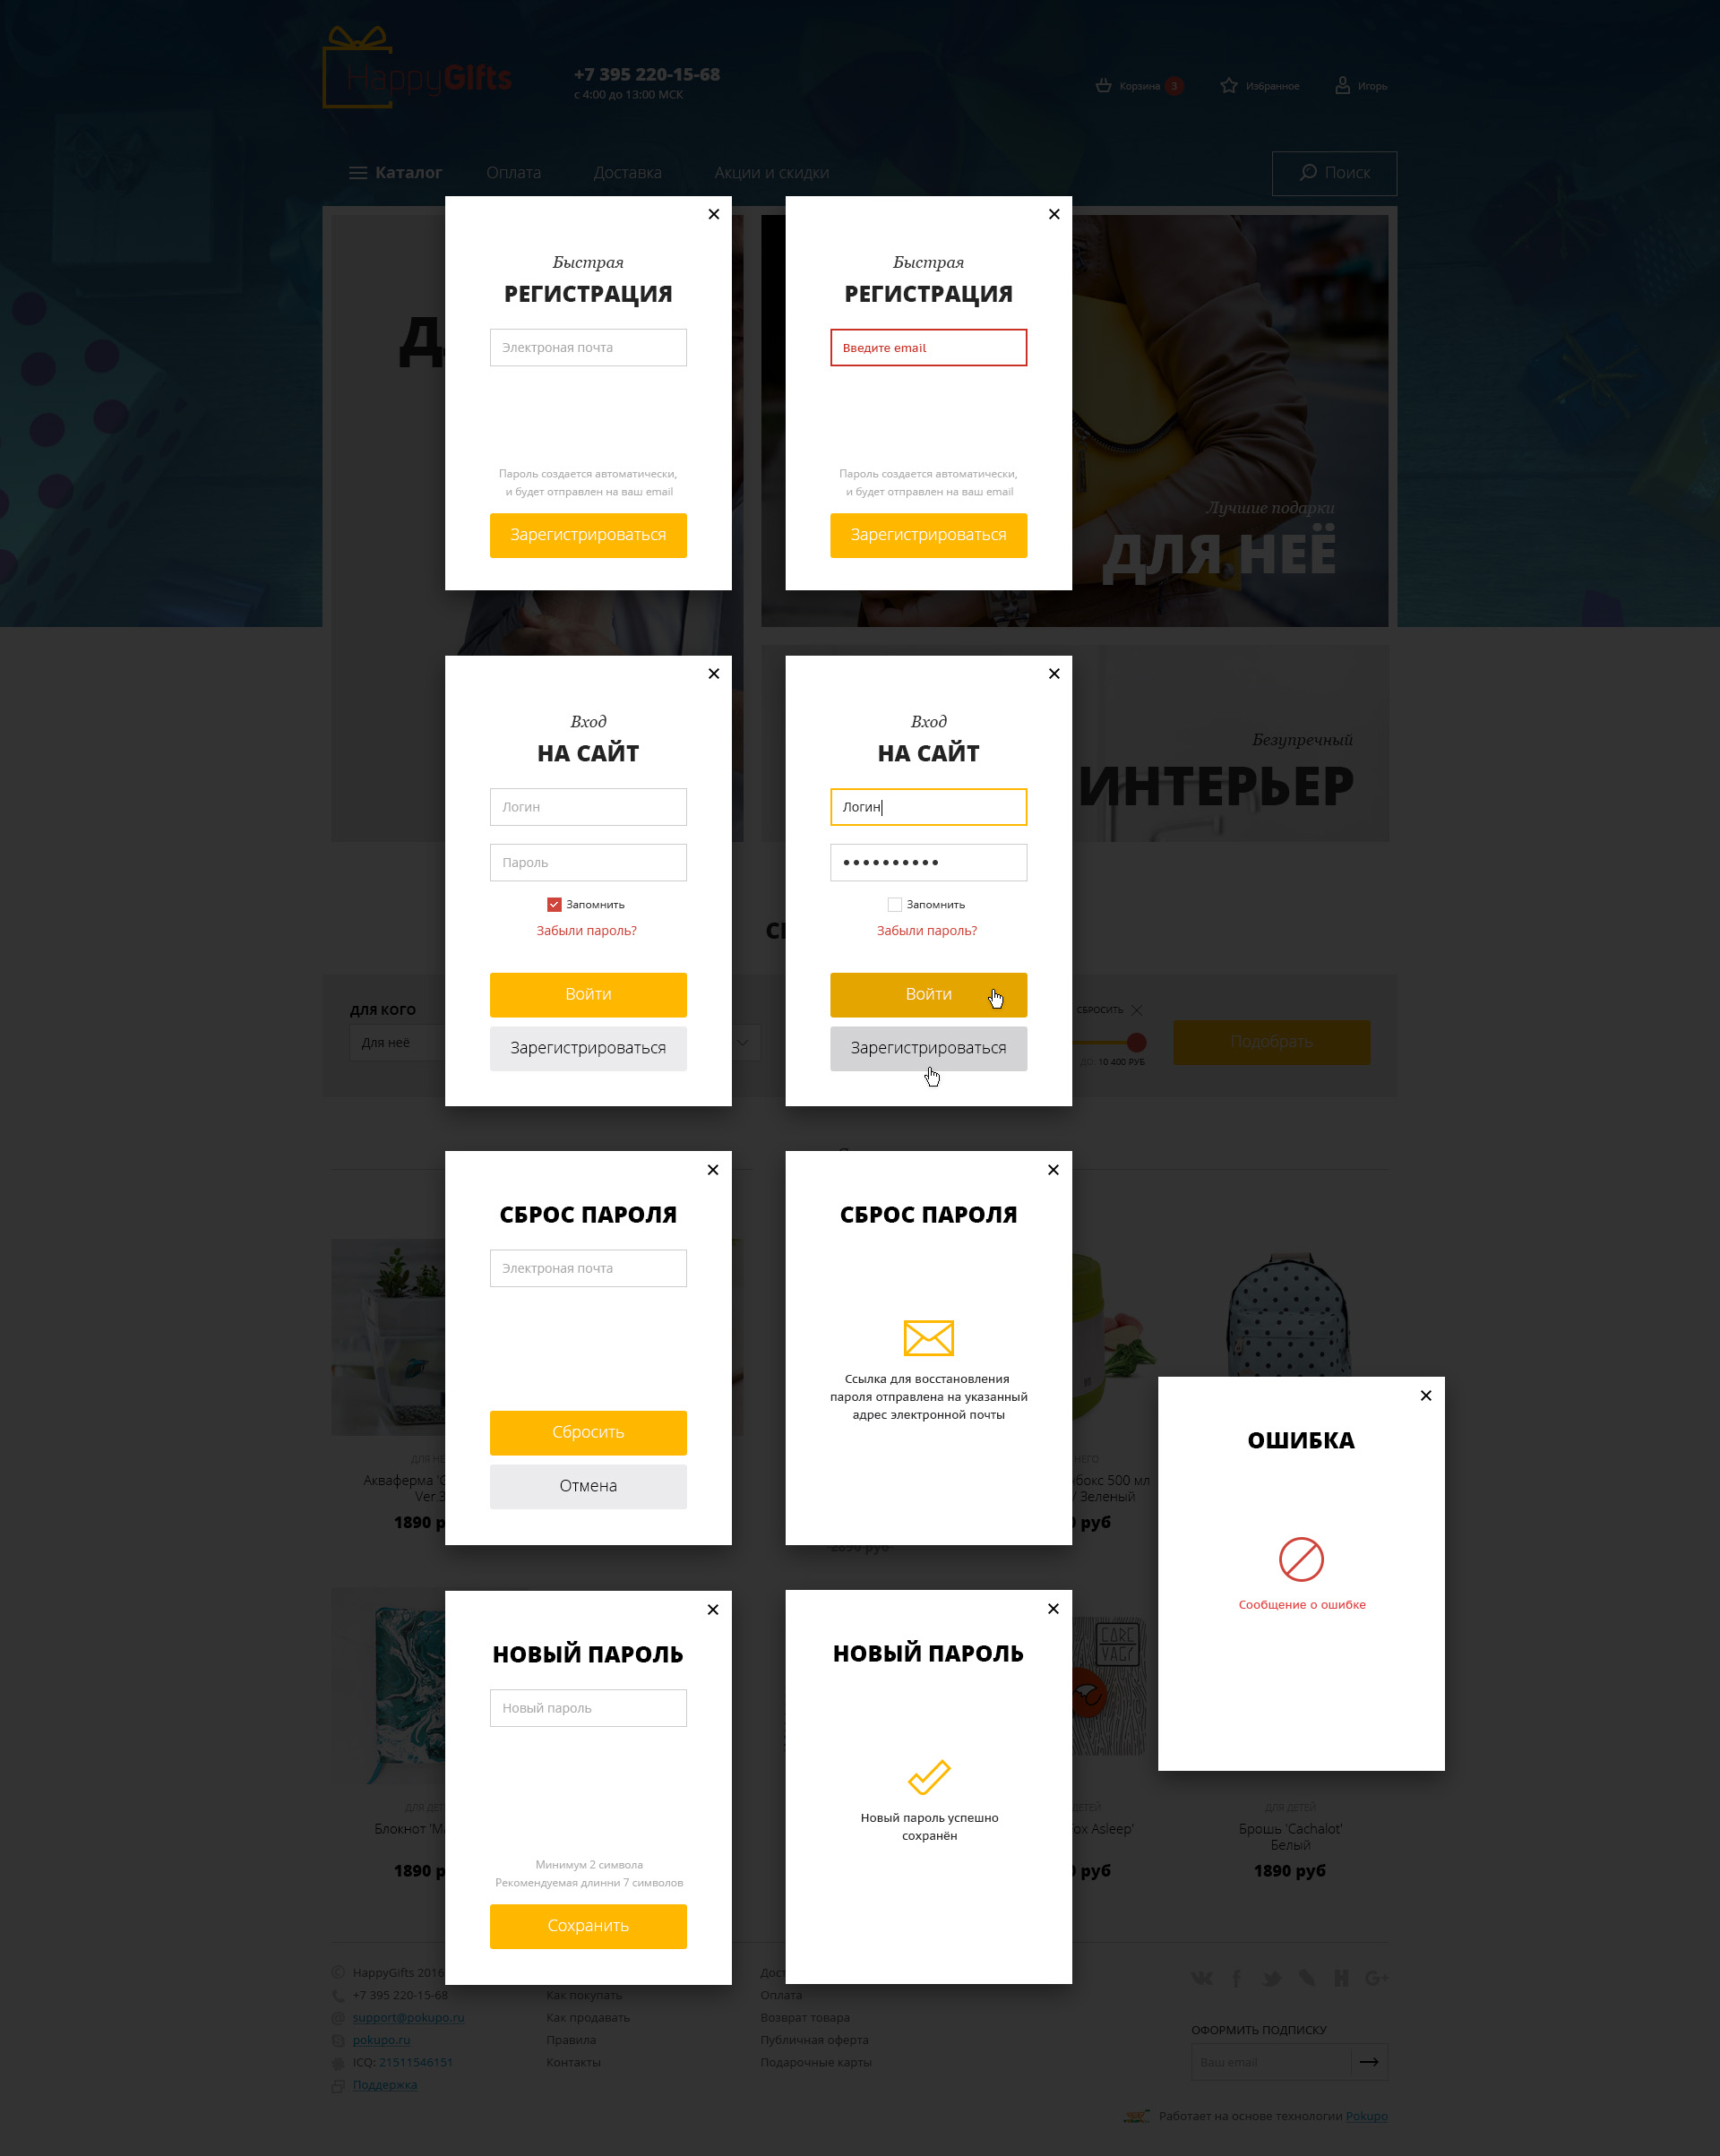 HappyGifts
+7 395 220-15-68
с 4:00 до 13:00 МСК
Корзина 3
Избранное
Игорь
Каталог
Оплата
Доставка
Акции и скидки
Поиск
Быстрая
РЕГИСТРАЦИЯ
Электроная почта
Пароль создается автоматически,
и будет отправлен на ваш email
Зарегистрироваться
Быстрая
РЕГИСТРАЦИЯ
Введите email
Пароль создается автоматически,
и будет отправлен на ваш email
Зарегистрироваться
Лучшие подарки
ДЛЯ НЕЁ
Вход
НА САЙТ
Логин
Пароль
Запомнить
Забыли пароль?
Войти
Зарегистрироваться
Вход
НА САЙТ
Логин
Запомнить
Забыли пароль?
Войти
Зарегистрироваться
Безупречный
ИНТЕРЬЕР
ДЛЯ КОГО
Для неё
СБРОСИТЬ
ДО 10 400 РУБ
Подобрать
СБРОС ПАРОЛЯ
Электроная почта
Сбросить
Отмена
СБРОС ПАРОЛЯ
Ссылка для восстановления
пароля отправлена на указанный
адрес электронной почты
Акваферма
Ver.
1890
500 мл
Зеленый
руб
ОШИБКА
Сообщение о ошибке
НОВЫЙ ПАРОЛЬ
Новый пароль
Минимум 2 символа
Рекомендуемая длинни 7 символов
Сохранить
НОВЫЙ ПАРОЛЬ
Новый пароль успешно
сохранён
CARE
VACY
Блокнот
1890
Asleep'
руб
ДЛЯ ДЕТЕЙ
Брошь 'Cachalot'
Белый
1890 руб
HappyGifts 2016
+7 395 220-15-68
support@pokupo.ru
pokupo.ru
ICQ: 21511546151
Поддержка
Как покупать
Как продавать
Правила
Контакты
Оплата
Возврат товара
Публичная оферта
Подарочные карты
ОФОРМИТЬ ПОДПИСКУ
Ваш email
Работает на основе технологии Pokupo